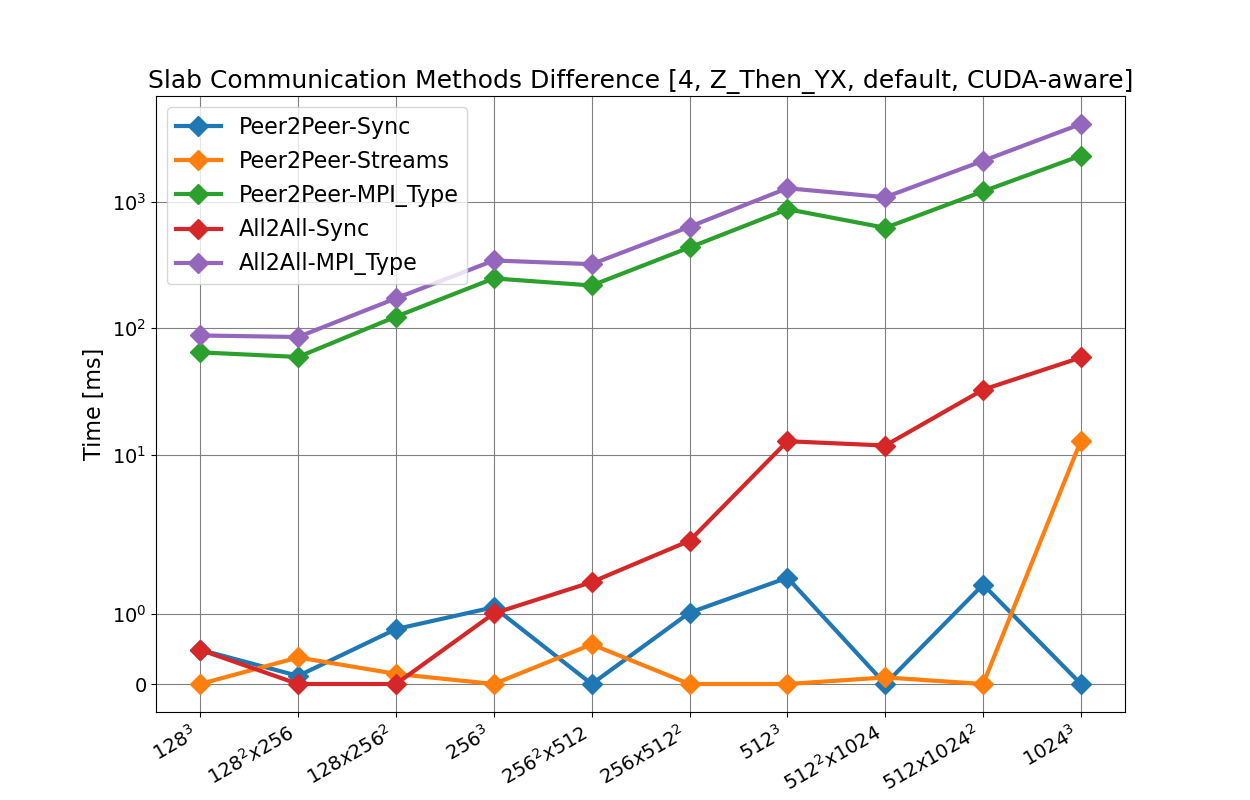 Slab Communication Methods Difference [4, Z_Then_YX, default, CUDA-aware]
Peer2Peer-Sync
Peer2Peer-Streams
Peer2Peer-MPI_Type
All2All-Sync
All2All-MPI_Type
Time [ms]
10³
10²
10¹
10⁰
0
128³
128²x256
128x256²
256³
256²x512
256x512²
512³
512²x1024
512x1024²
1024³